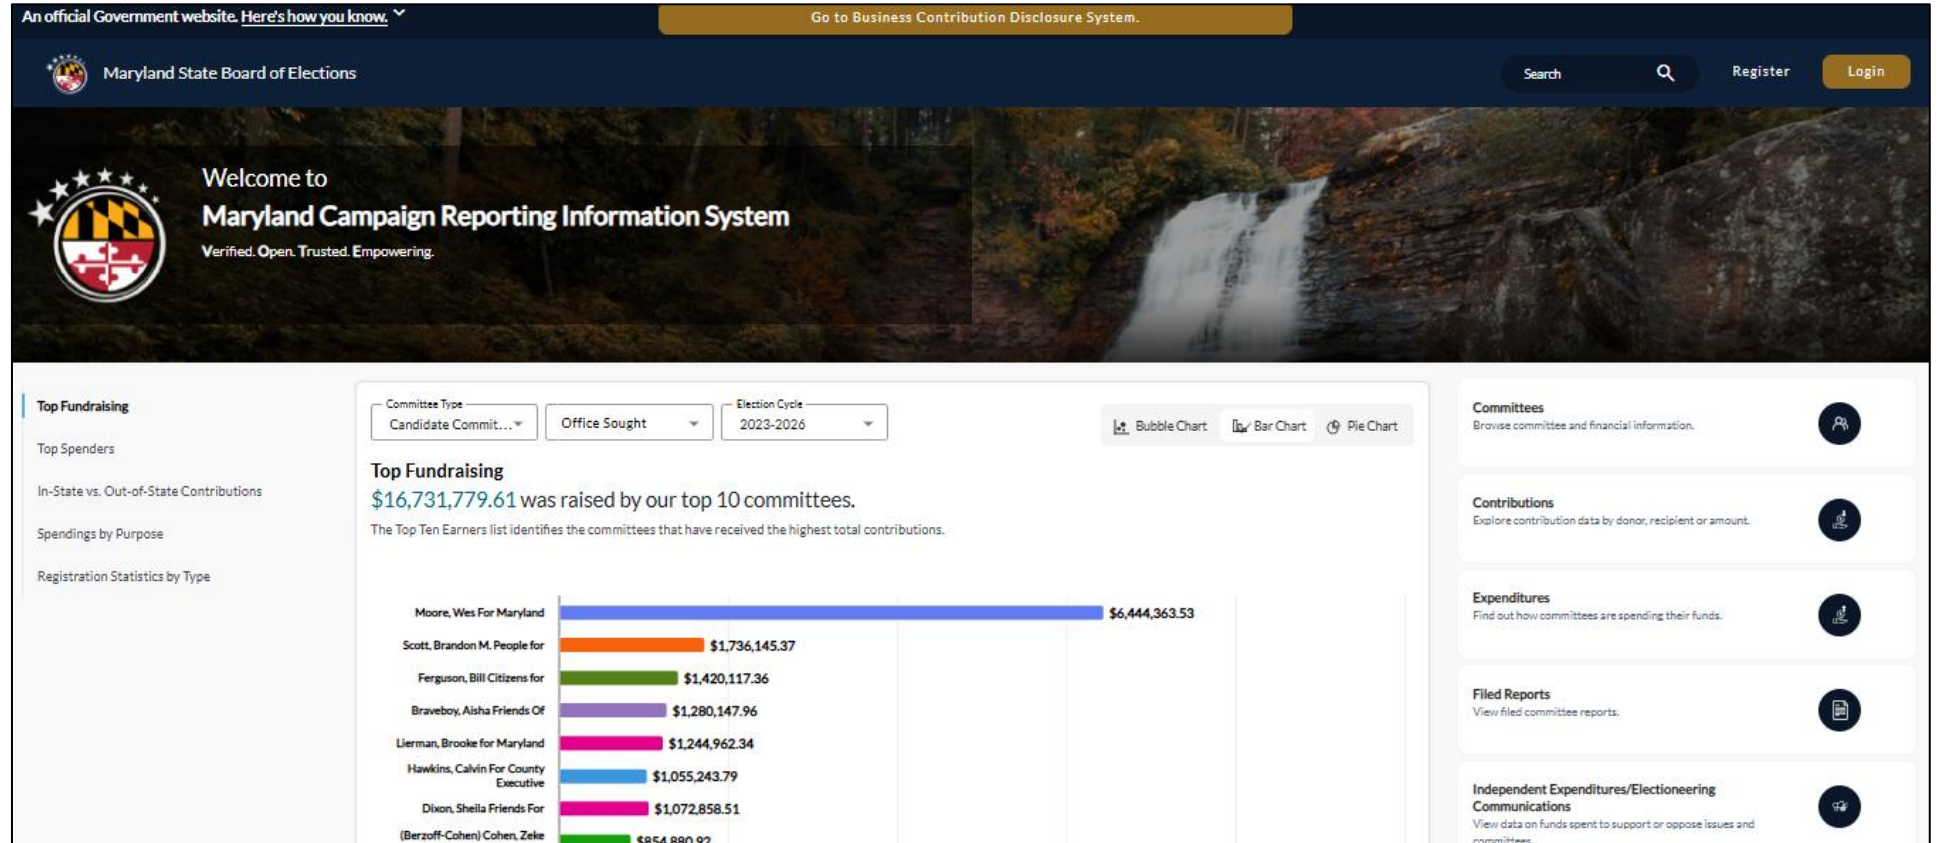 An official Government website. Here's how you know.
Go to Business Contribution Disclosure System.
Maryland State Board of Elections
Search
Register
Login
Welcome to
Maryland Campaign Reporting Information System
Verified. Open. Trusted. Empowering.
Top Fundraising
Top Spenders
In-State vs. Out-of-State Contributions
Spendings by Purpose
Registration Statistics by Type
Committee Type
Candidate Commit...
Office Sought
Election Cycle
2023-2026
Bubble Chart
Bar Chart
Pie Chart
Top Fundraising
$16,731,779.61 was raised by our top 10 committees.
The Top Ten Earners list identifies the committees that have received the highest total contributions.
Moore, Wes For Maryland
$6,444,363.53
Scott, Brandon M. People for
$1,736,145.37
Ferguson, Bill Citizens for
$1,420,117.36
Braveboy, Aisha Friends Of
$1,280,147.96
Lierman, Brooke for Maryland
$1,244,962.34
Hawkins, Calvin For County
Executive
$1,055,243.79
Dixon, Sheila Friends For
$1,072,858.51
(Berzoff-Cohen) Cohen, Zeke
$854,880.92
Committees
Browse committee and financial information.
Contributions
Explore contribution data by donor, recipient or amount.
Expenditures
Find out how committees are spending their funds.
Filed Reports
View filed committee reports.
Independent Expenditures/Electioneering
Communications
View data on funds spent to support or oppose issues and
committees.